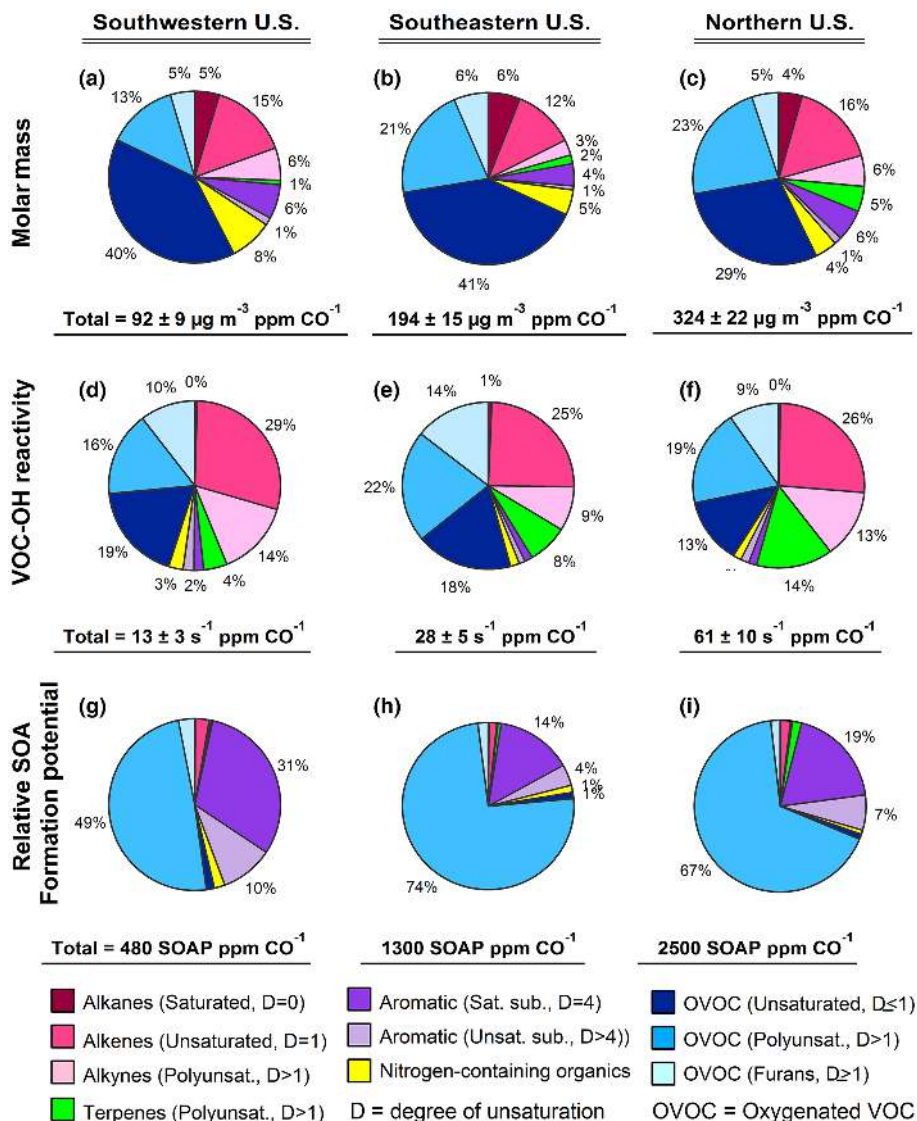 Southwestern U.S. Southeastern U.S. Northern U.S.
Molar mass
(a) 5% 5% 15% 6% 1% 6% 1% 8% 40% 13%
(b) 6% 6% 12% 3% 2% 4% 1% 5% 41% 21%
(c) 5% 4% 16% 6% 5% 6% 1% 4% 29% 23%
Total = 92 ± 9 µg m⁻³ ppm CO⁻¹ 194 ± 15 µg m⁻³ ppm CO⁻¹ 324 ± 22 µg m⁻³ ppm CO⁻¹
VOC-OH reactivity
(d) 10% 0% 29% 14% 4% 2% 3% 19% 16%
(e) 14% 1% 25% 9% 8% 18% 22%
(f) 9% 0% 26% 13% 14% 13% 19%
Total = 13 ± 3 s⁻¹ ppm CO⁻¹ 28 ± 5 s⁻¹ ppm CO⁻¹ 61 ± 10 s⁻¹ ppm CO⁻¹
Relative SOA
Formation potential
(g) 31% 10% 49%
(h) 14% 4% 1% 1% 74%
(i) 19% 7% 67%
Total = 480 SOAP ppm CO⁻¹ 1300 SOAP ppm CO⁻¹ 2500 SOAP ppm CO⁻¹
Alkanes (Saturated, D=0) Aromatic (Sat. sub., D=4) OVOC (Unsaturated, D≤1)
Alkenes (Unsaturated, D=1) Aromatic (Unsat. sub., D>4)) OVOC (Polyunsat., D>1)
Alkynes (Polyunsat., D>1) Nitrogen-containing organics OVOC (Furans, D≥1)
Terpenes (Polyunsat., D>1) D = degree of unsaturation OVOC = Oxygenated VOC